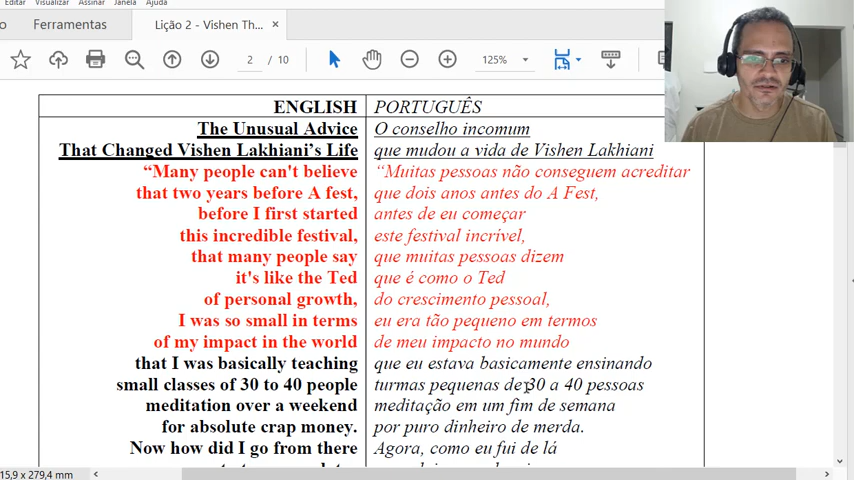 Editar Visualizar Assinar Janela Ajuda
Ferramentas Lição 2 - Vishen Th... ×
2 / 10 125%
ENGLISH PORTUGUÊS
The Unusual Advice O conselho incomum
That Changed Vishen Lakhiani's Life que mudou a vida de Vishen Lakhiani
“Many people can't believe “Muitas pessoas não conseguem acreditar
that two years before A fest, que dois anos antes do A Fest,
before I first started antes de eu começar
this incredible festival, este festival incrível,
that many people say que muitas pessoas dizem
it's like the Ted que é como o Ted
of personal growth, do crescimento pessoal,
I was so small in terms eu era tão pequeno em termos
of my impact in the world de meu impacto no mundo
that I was basically teaching que eu estava basicamente ensinando
small classes of 30 to 40 people turmas pequenas de 30 a 40 pessoas
meditation over a weekend meditação em um fim de semana
for absolute crap money. por puro dinheiro de merda.
Now how did I go from there Agora, como eu fui de lá
15,9 x 279,4 mm